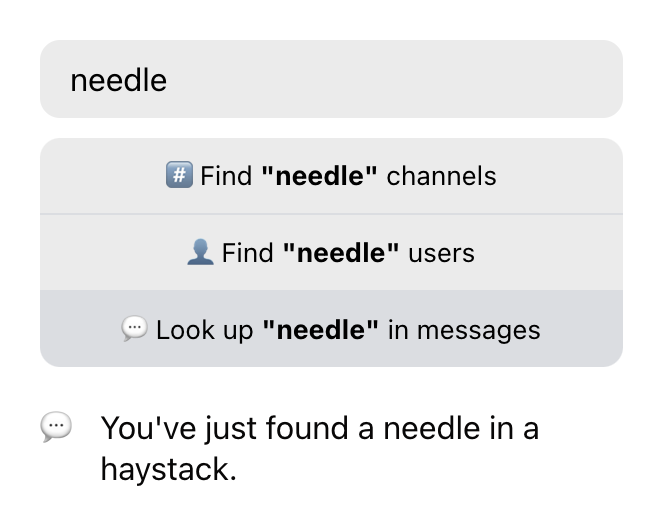 needle
#️⃣ Find "needle" channels
👤 Find "needle" users
💬 Look up "needle" in messages
💬 You've just found a needle in a
haystack.